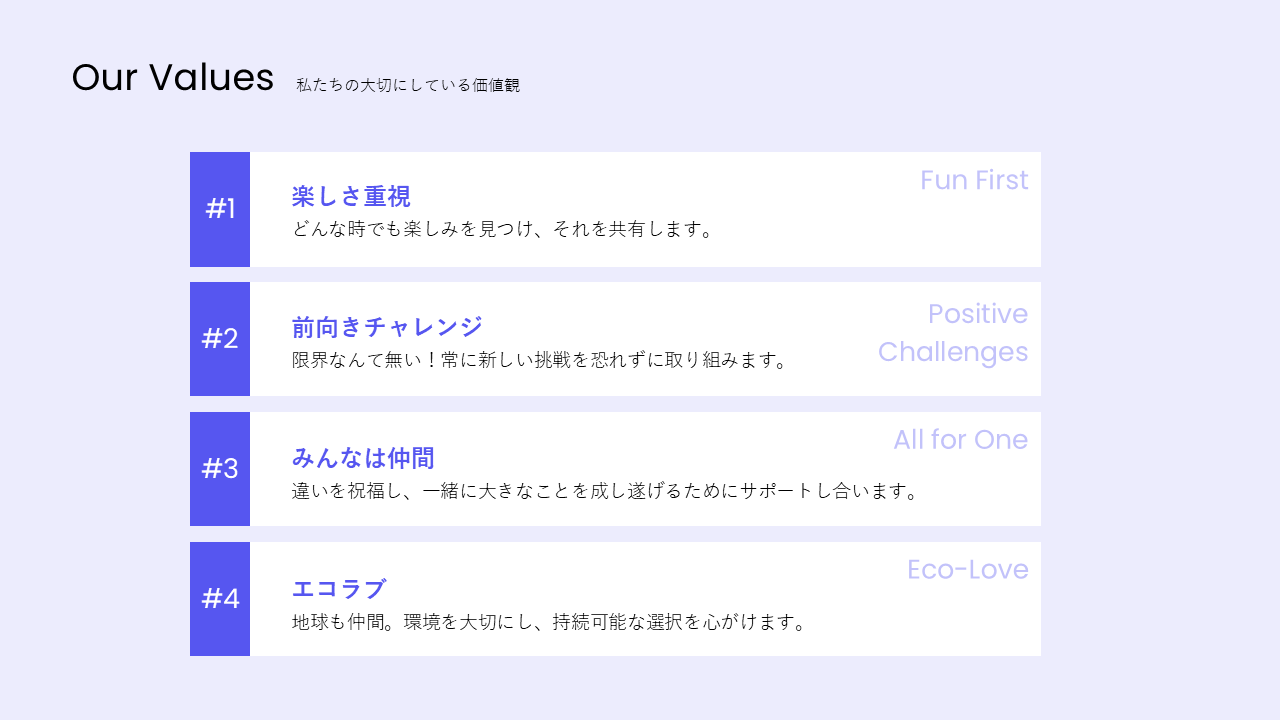 Our Values 私たちの大切にしている価値観
#1
楽しさ重視
どんな時でも楽しみを見つけ、それを共有します。
Fun First
#2
前向きチャレンジ
限界なんて無い！常に新しい挑戦を恐れずに取り組みます。
Positive
Challenges
#3
みんなは仲間
違いを祝福し、一緒に大きなことを成し遂げるためにサポートし合います。
All for One
#4
エコラブ
地球も仲間。環境を大切にし、持続可能な選択を心がけます。
Eco-Love